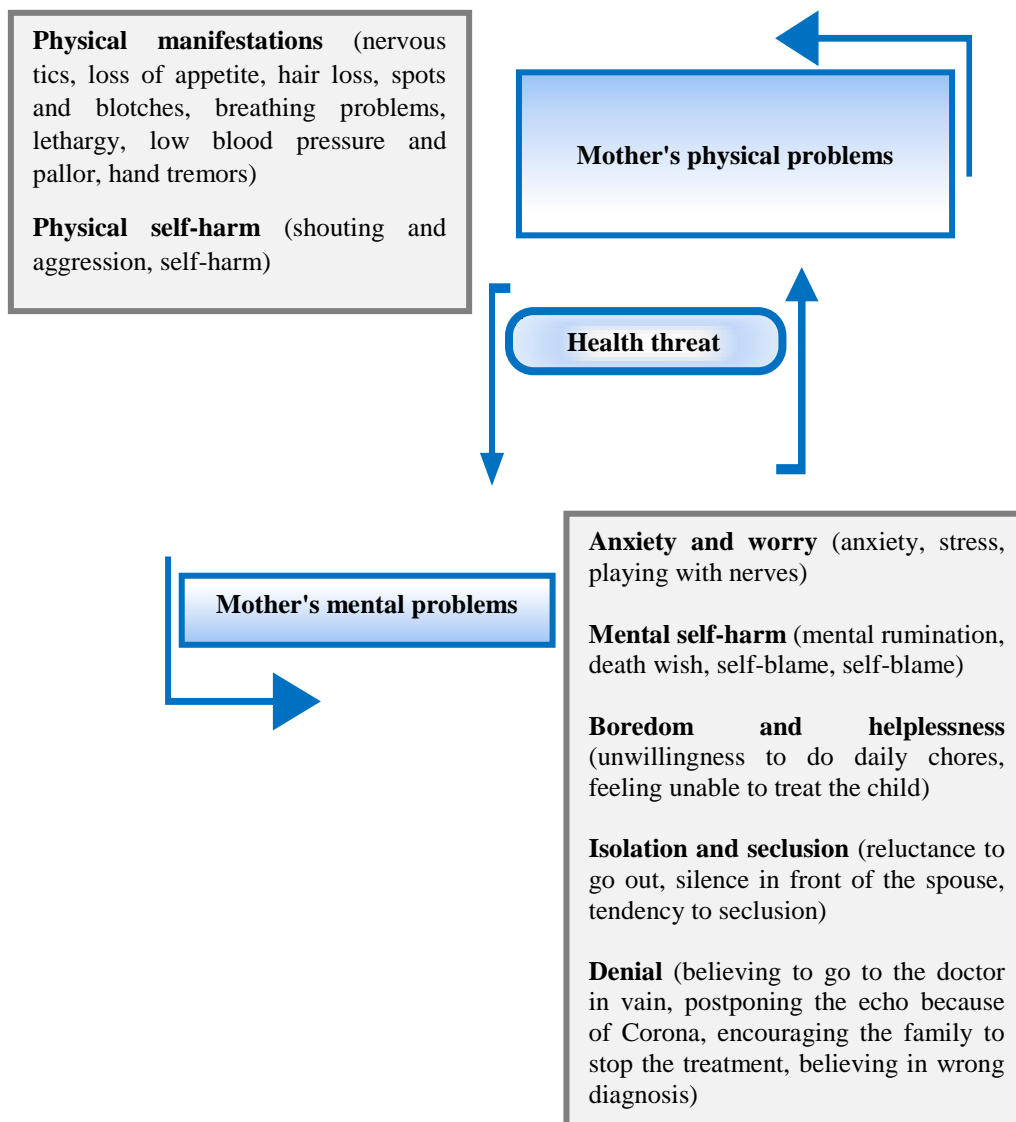 Physical manifestations (nervous
tics, loss of appetite, hair loss, spots
and blotches, breathing problems,
lethargy, low blood pressure and
pallor, hand tremors)
Physical self-harm (shouting and
aggression, self-harm)
Mother's physical problems
Health threat
Mother's mental problems
Anxiety and worry (anxiety, stress,
playing with nerves)
Mental self-harm (mental rumination,
death wish, self-blame, self-blame)
Boredom and helplessness
(unwillingness to do daily chores,
feeling unable to treat the child)
Isolation and seclusion (reluctance to
go out, silence in front of the spouse,
tendency to seclusion)
Denial (believing to go to the doctor
in vain, postponing the echo because
of Corona, encouraging the family to
stop the treatment, believing in wrong
diagnosis)